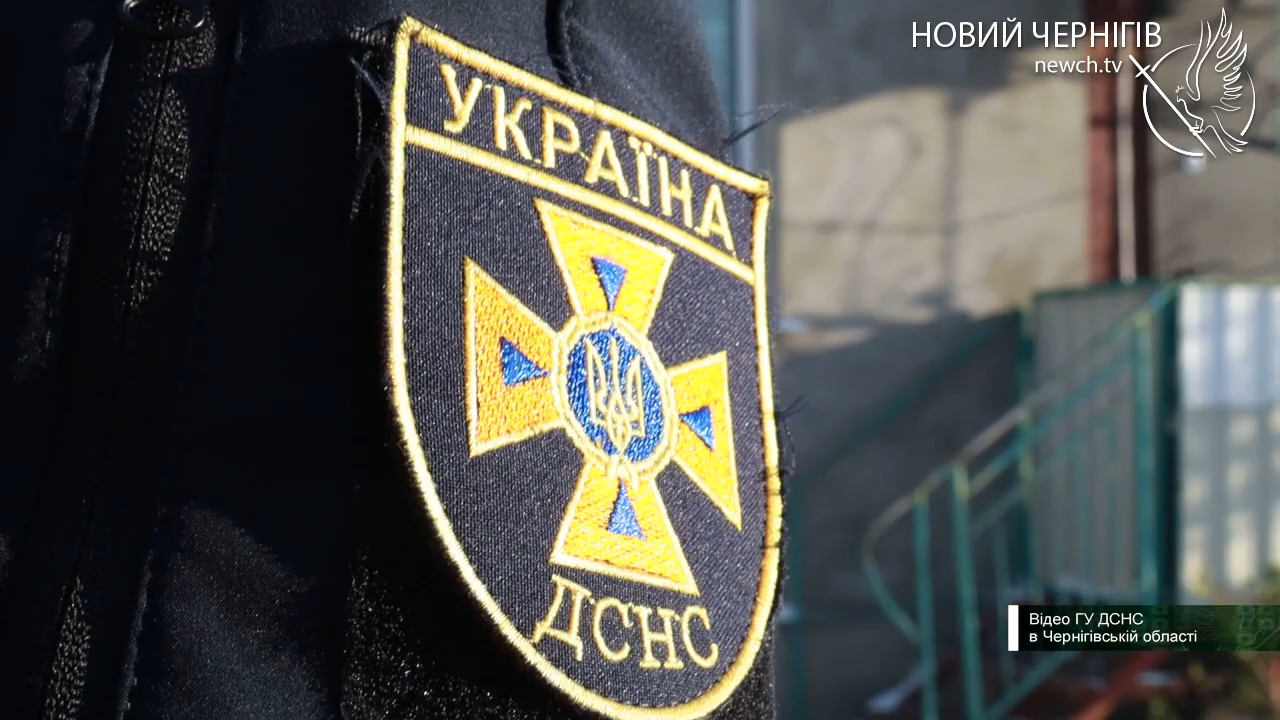 НОВИЙ ЧЕРНІГІВ
newch.tv
УКРАЇНА
ДСНС
Відео ГУ ДСНС
в Чернігівській області